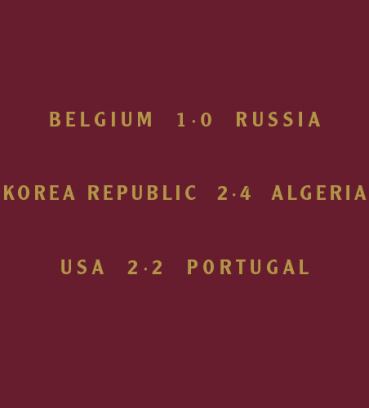 BELGIUM 1·0 RUSSIA
KOREA REPUBLIC 2·4 ALGERIA
USA 2·2 PORTUGAL